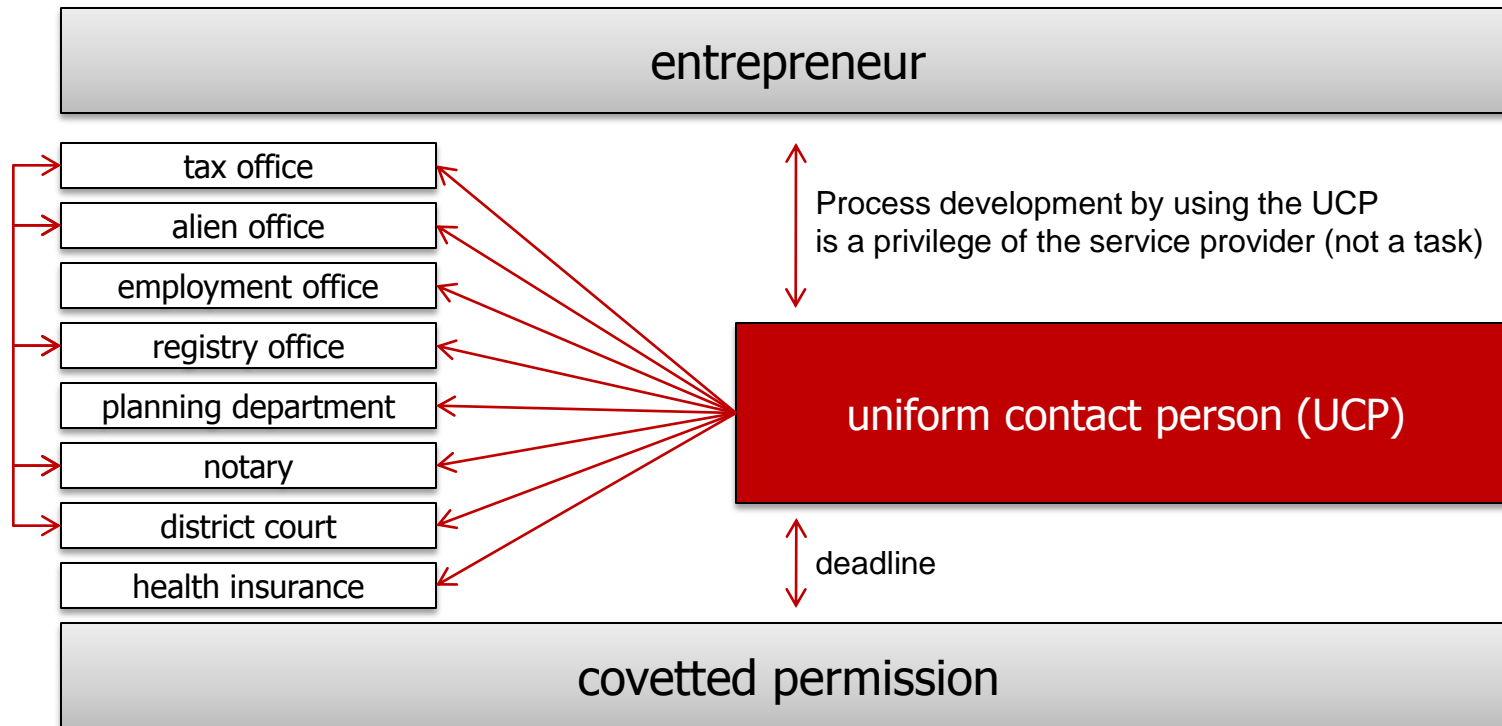 entrepreneur
tax office
alien office
employment office
registry office
planning department
notary
district court
health insurance
Process development by using the UCP
is a privilege of the service provider (not a task)
uniform contact person (UCP)
deadline
covetted permission